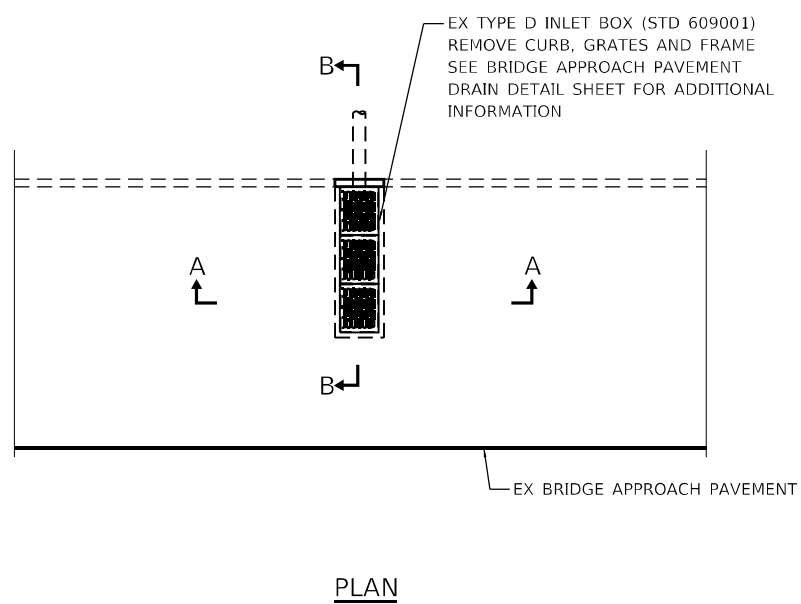 EX TYPE D INLET BOX (STD 609001)
REMOVE CURB, GRATES AND FRAME
SEE BRIDGE APPROACH PAVEMENT
DRAIN DETAIL SHEET FOR ADDITIONAL
INFORMATION
B
A
A
B
EX BRIDGE APPROACH PAVEMENT
PLAN